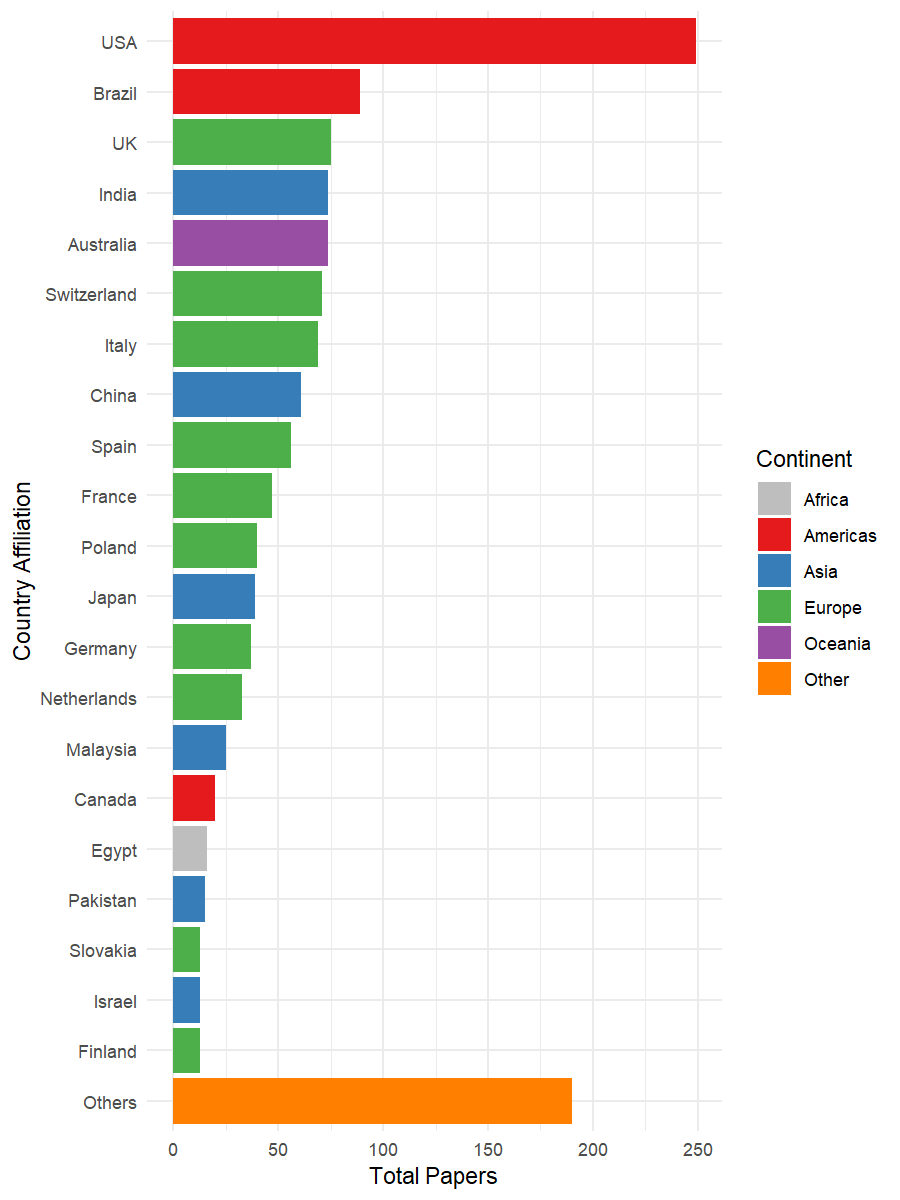 USA
Brazil
UK
India
Australia
Switzerland
Italy
China
Spain
France
Poland
Japan
Germany
Netherlands
Malaysia
Canada
Egypt
Pakistan
Slovakia
Israel
Finland
Others
Country Affiliation
0 50 100 150 200 250
Total Papers
Continent
Africa
Americas
Asia
Europe
Oceania
Other